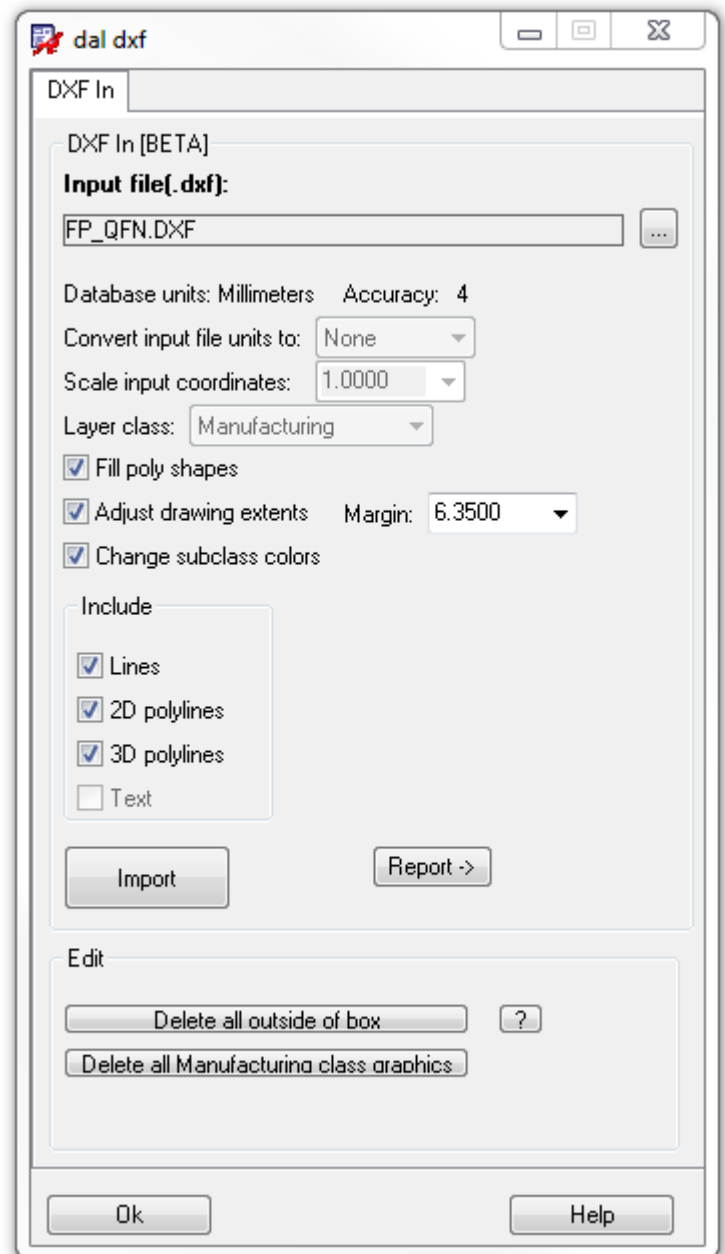 dal dxf
DXF In
DXF In [BETA]
Input file(.dxf):
FP_QFN.DXF ...
Database units: Millimeters Accuracy: 4
Convert input file units to: None
Scale input coordinates: 1.0000
Layer class: Manufacturing
Fill poly shapes
Adjust drawing extents Margin: 6.3500
Change subclass colors
Include
Lines
2D polylines
3D polylines
Text
Import Report ->
Edit
Delete all outside of box ?
Delete all Manufacturing class graphics
Ok Help